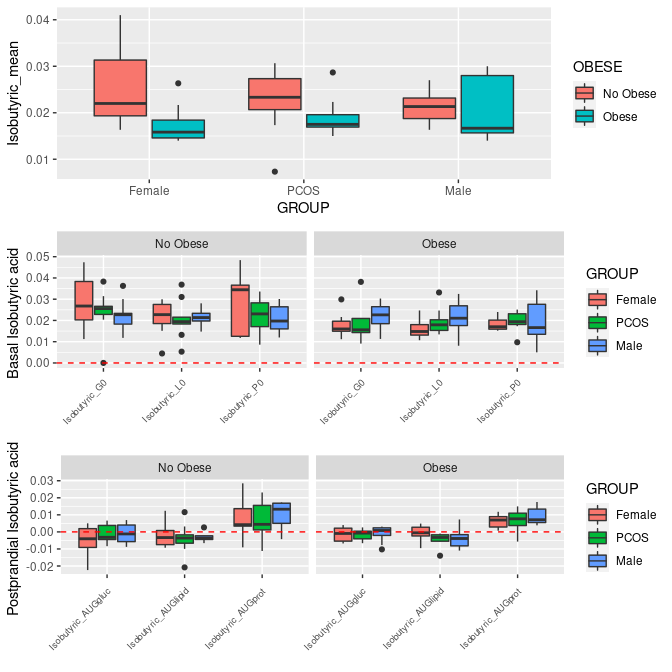 0.04
0.03
0.02
0.01
Isobutyric_mean
Female
PCOS
Male
GROUP
OBESE
No Obese
Obese
No Obese
Obese
0.05
0.04
0.03
0.02
0.01
0.00
Basal Isobutyric acid
Isobutyric_G0
Isobutyric_L0
Isobutyric_P0
Isobutyric_G0
Isobutyric_L0
Isobutyric_P0
GROUP
Female
PCOS
Male
No Obese
Obese
0.03
0.02
0.01
0.00
-0.01
-0.02
Postprandial Isobutyric acid
Isobutyric_AUGgluc
Isobutyric_AUGlipid
Isobutyric_AUGprot
Isobutyric_AUGgluc
Isobutyric_AUGlipid
Isobutyric_AUGprot
GROUP
Female
PCOS
Male